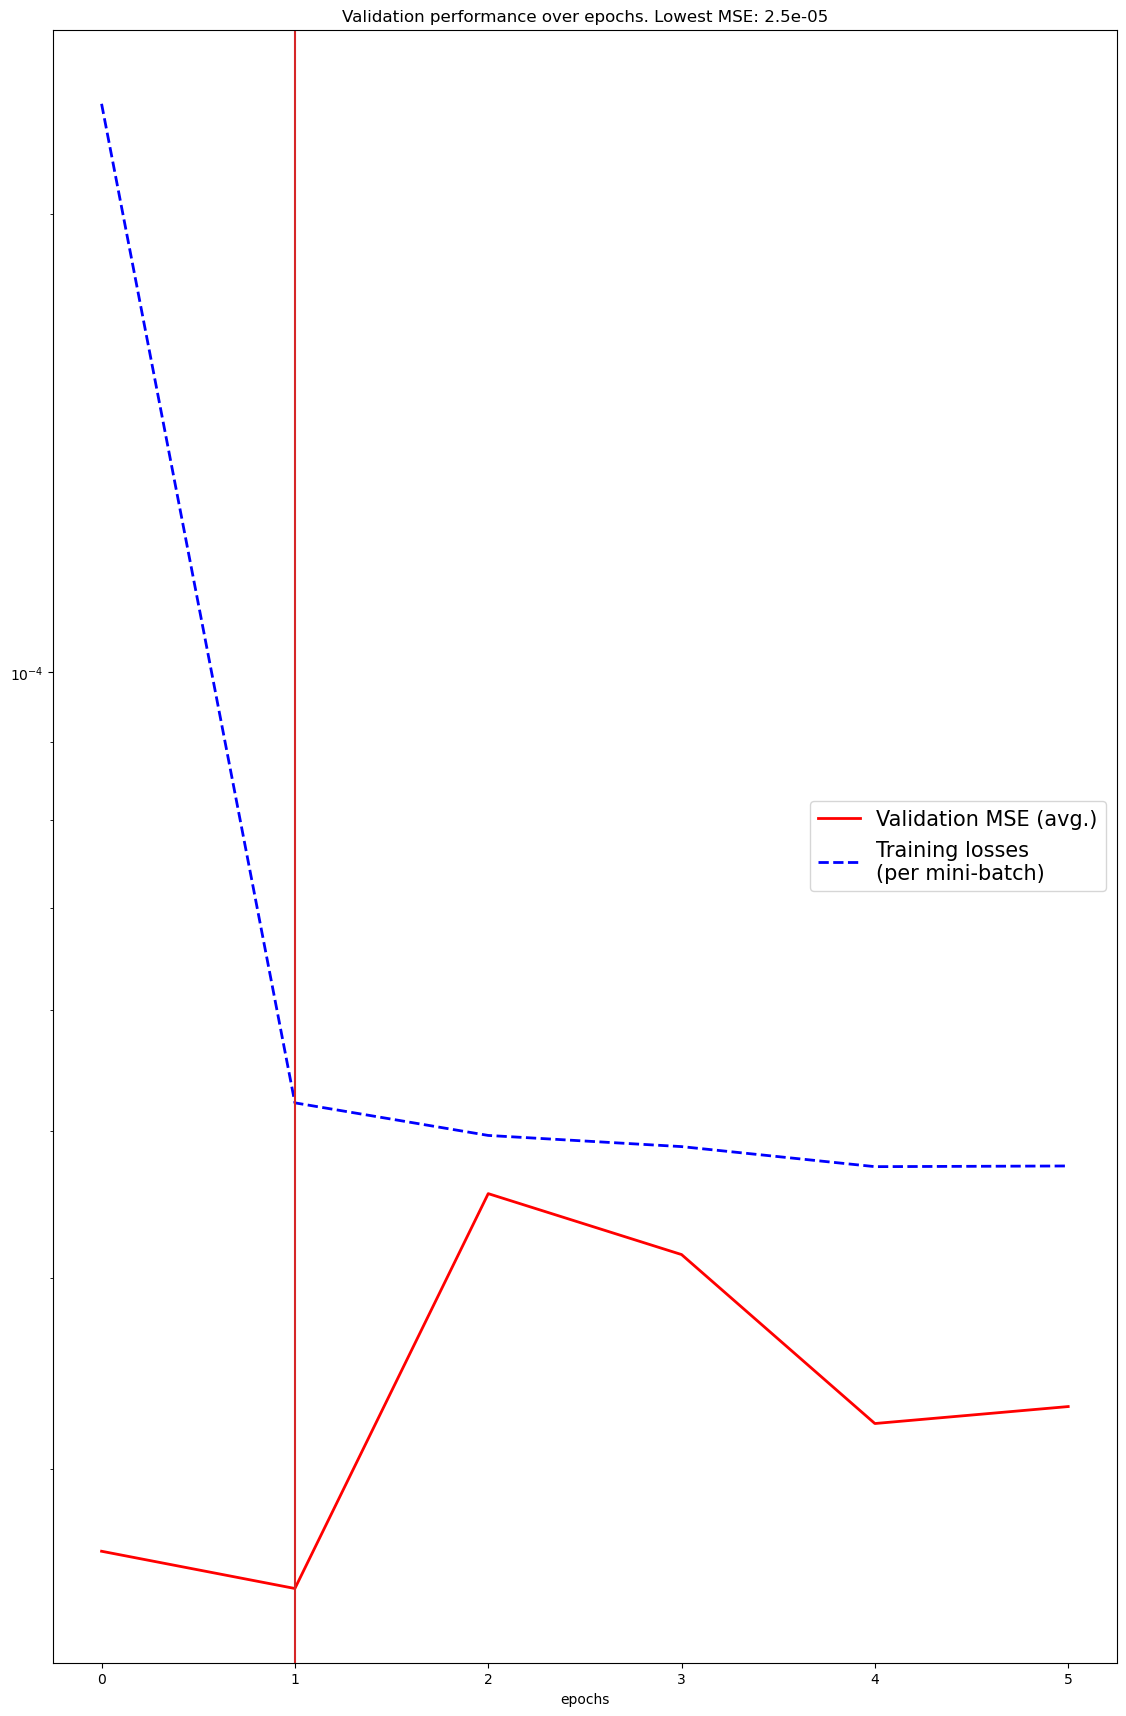 Validation performance over epochs. Lowest MSE: 2.5e-05
10⁻⁴
Validation MSE (avg.)
Training losses
(per mini-batch)
0 1 2 3 4 5
epochs